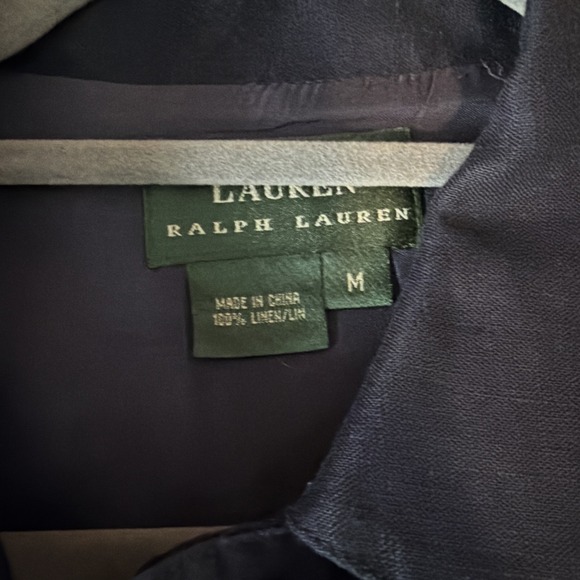 LAUREN
RALPH LAUREN
M
MADE IN CHINA
100% LINEN/LIN